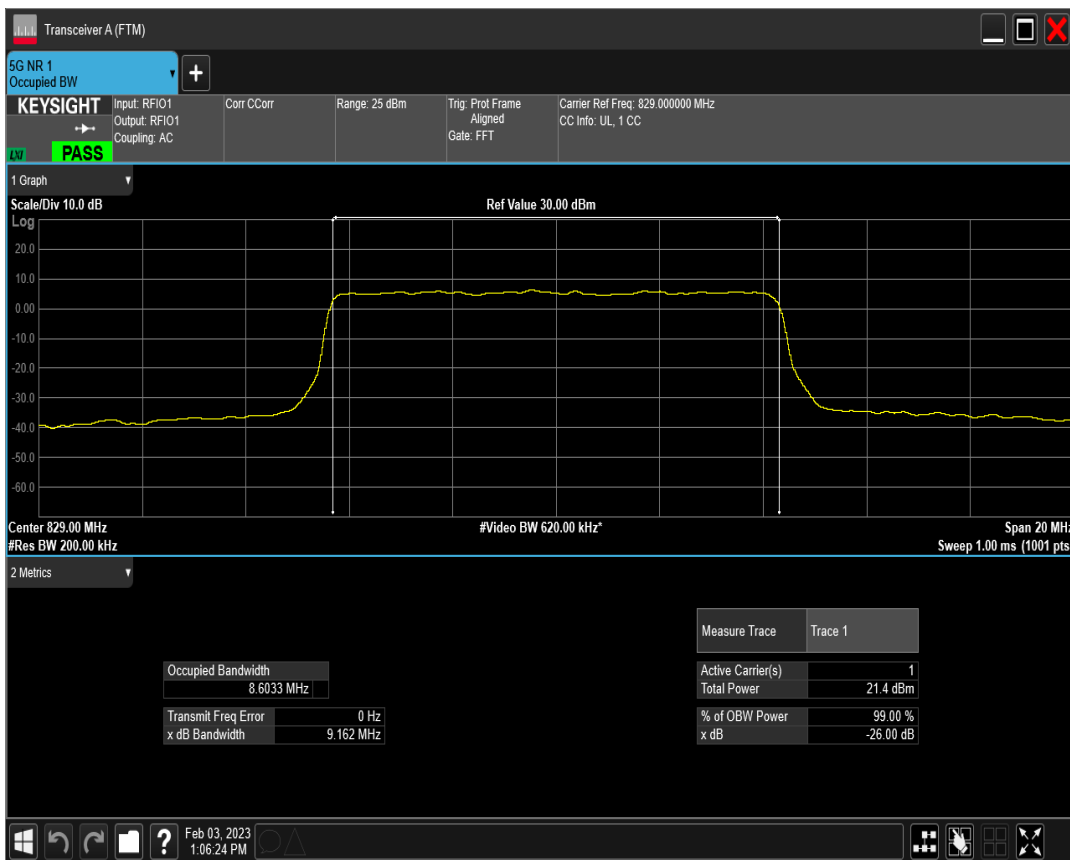 Transceiver A (FTM)
5G NR 1
Occupied BW
+
KEYSIGHT
LXI
PASS
Input: RFIO1
Output: RFIO1
Coupling: AC
Corr CCorr
Range: 25 dBm
Trig: Prot Frame
Aligned
Gate: FFT
Carrier Ref Freq: 829.000000 MHz
CC Info: UL, 1 CC
1 Graph
Scale/Div 10.0 dB
Ref Value 30.00 dBm
Log
20.0
10.0
0.00
-10.0
-20.0
-30.0
-40.0
-50.0
-60.0
Center 829.00 MHz
#Video BW 620.00 kHz*
Span 20 MHz
#Res BW 200.00 kHz
Sweep 1.00 ms (1001 pts
2 Metrics
Measure Trace Trace 1
Occupied Bandwidth
8.6033 MHz
Active Carrier(s) 1
Total Power 21.4 dBm
Transmit Freq Error 0 Hz
x dB Bandwidth 9.162 MHz
% of OBW Power 99.00 %
x dB -26.00 dB
?
Feb 03, 2023
1:06:24 PM